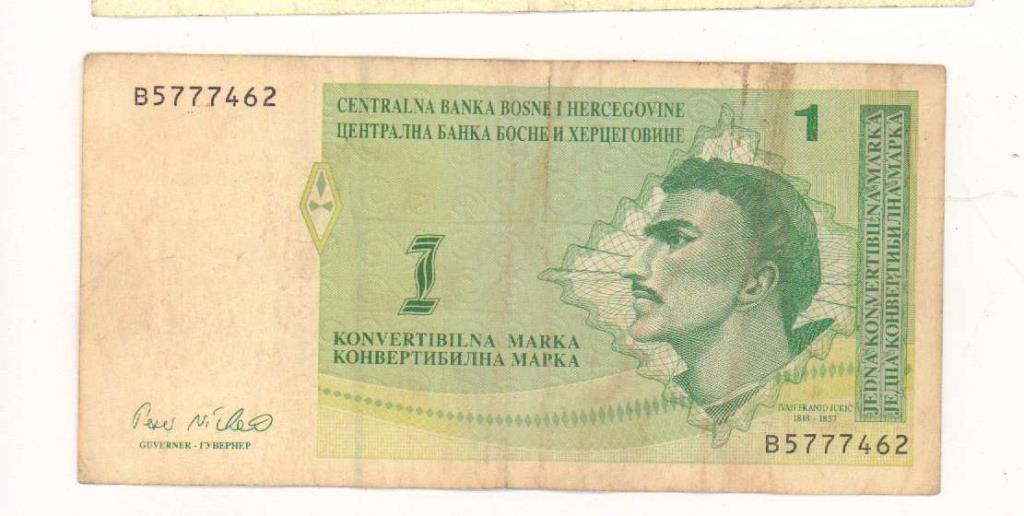 B5777462
CENTRALNA BANKA BOSNE I HERCEGOVINE
ЦЕНТРАЛНА БАНКА БОСНЕ И ХЕРЦЕГОВИНЕ
1
1
KONVERTIBILNA MARKA
КОНВЕРТИБИЛНА МАРКА
JEDNA KONVERTIBILNA MARKA
ЈЕДНА КОНВЕРТИБИЛНА МАРКА
IVAN FRANJO JUKIĆ
1818 - 1857
GUVERNER - ГУВЕРНЕР
B5777462